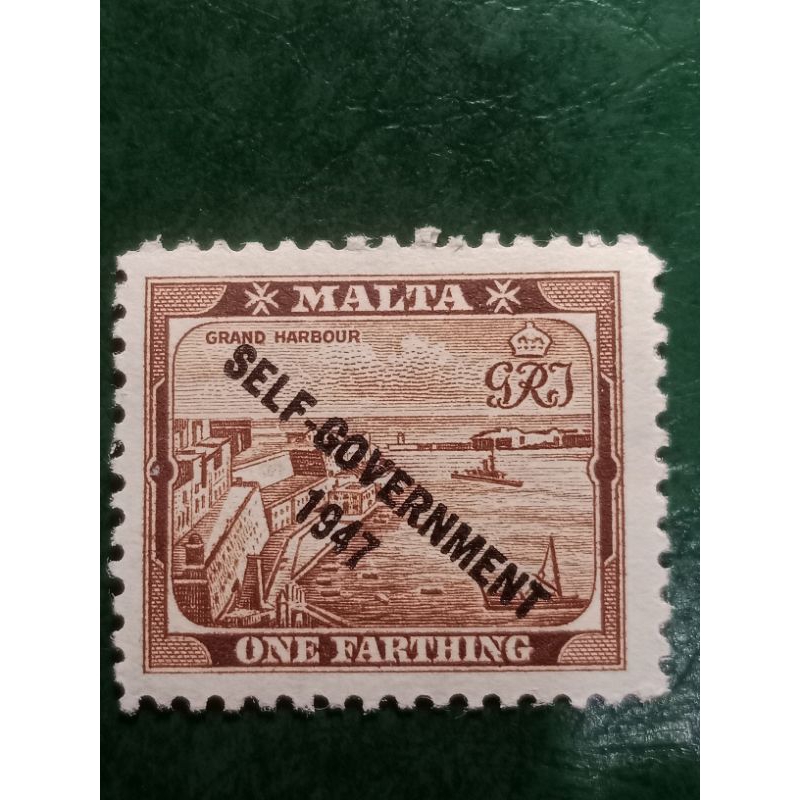 MALTA
GRAND HARBOUR
GRI
SELF-GOVERNMENT
1947
ONE FARTHING